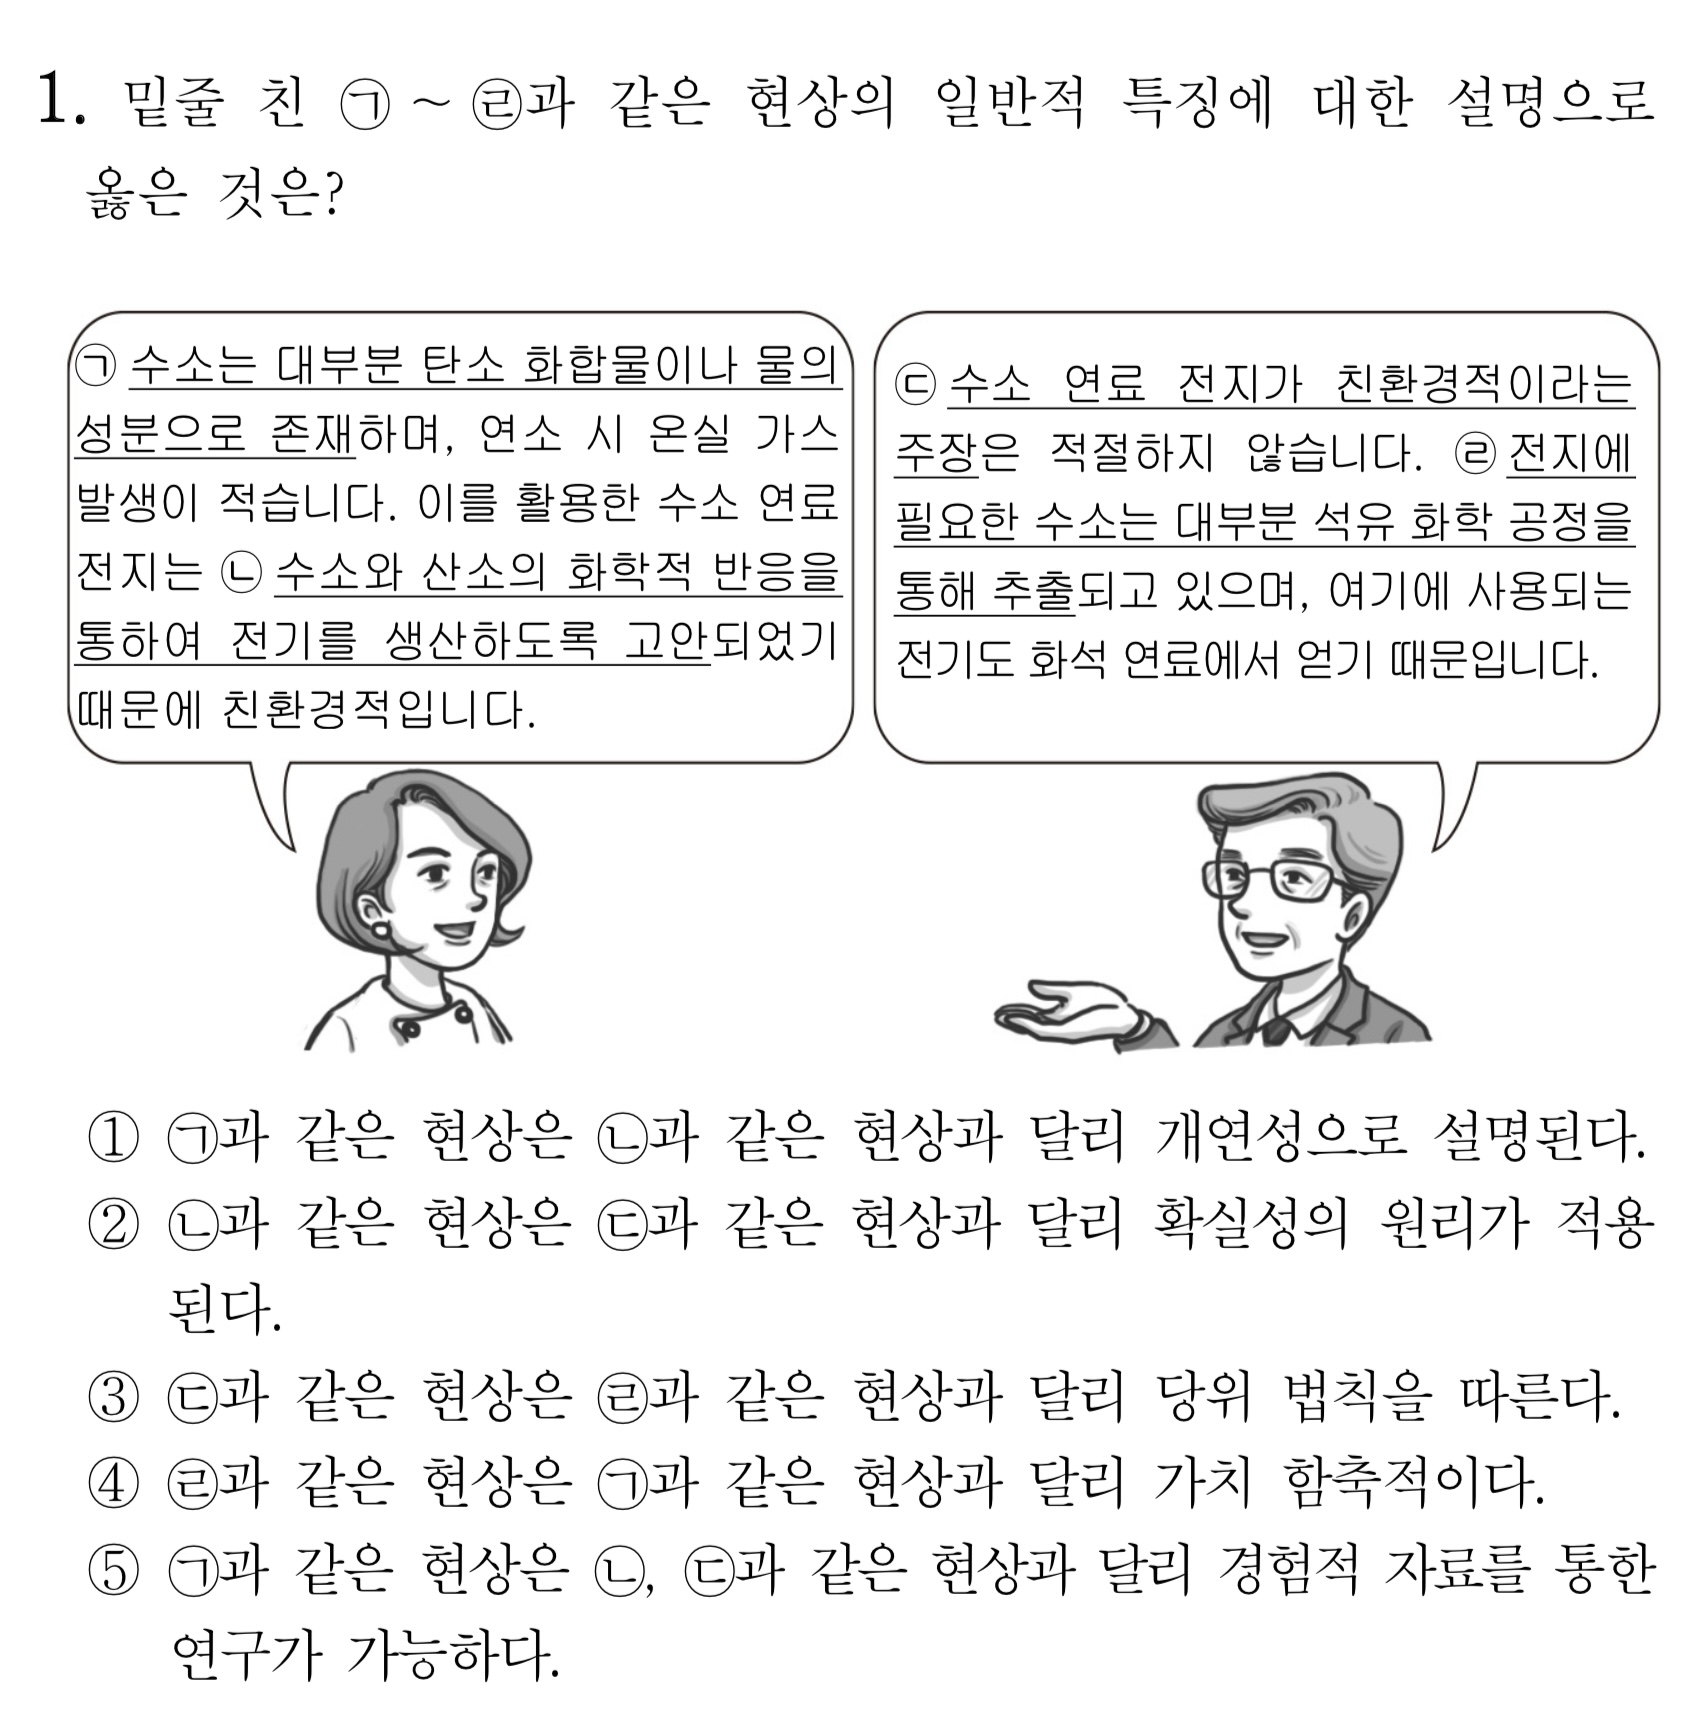 1. 밑줄 친 ㉠ ~ ㉣과 같은 현상의 일반적 특징에 대한 설명으로
옳은 것은?
㉠ 수소는 대부분 탄소 화합물이나 물의
성분으로 존재하며, 연소 시 온실 가스
발생이 적습니다. 이를 활용한 수소 연료
전지는 ㉡ 수소와 산소의 화학적 반응을
통하여 전기를 생산하도록 고안되었기
때문에 친환경적입니다.
㉢ 수소 연료 전지가 친환경적이라는
주장은 적절하지 않습니다. ㉣ 전지에
필요한 수소는 대부분 석유 화학 공정을
통해 추출되고 있으며, 여기에 사용되는
전기도 화석 연료에서 얻기 때문입니다.
① ㉠과 같은 현상은 ㉡과 같은 현상과 달리 개연성으로 설명된다.
② ㉡과 같은 현상은 ㉢과 같은 현상과 달리 확실성의 원리가 적용
된다.
③ ㉢과 같은 현상은 ㉣과 같은 현상과 달리 당위 법칙을 따른다.
④ ㉣과 같은 현상은 ㉠과 같은 현상과 달리 가치 함축적이다.
⑤ ㉠과 같은 현상은 ㉡, ㉢과 같은 현상과 달리 경험적 자료를 통한
연구가 가능하다.